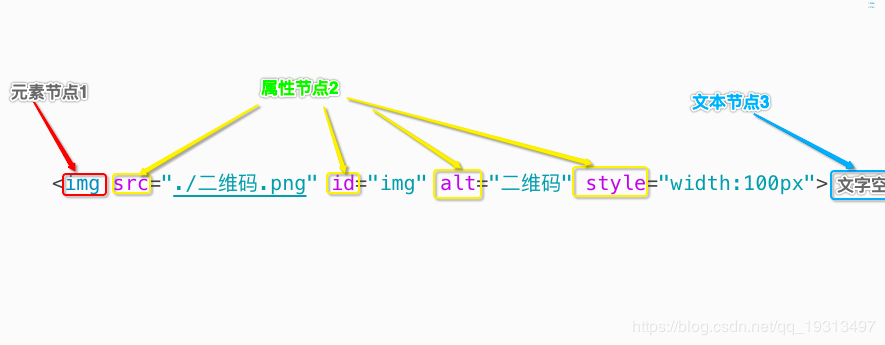 元素节点1
属性节点2
文本节点3
<img src="./二维码.png" id="img" alt="二维码" style="width:100px"> 文字空
https://blog.csdn.net/qq_19313497